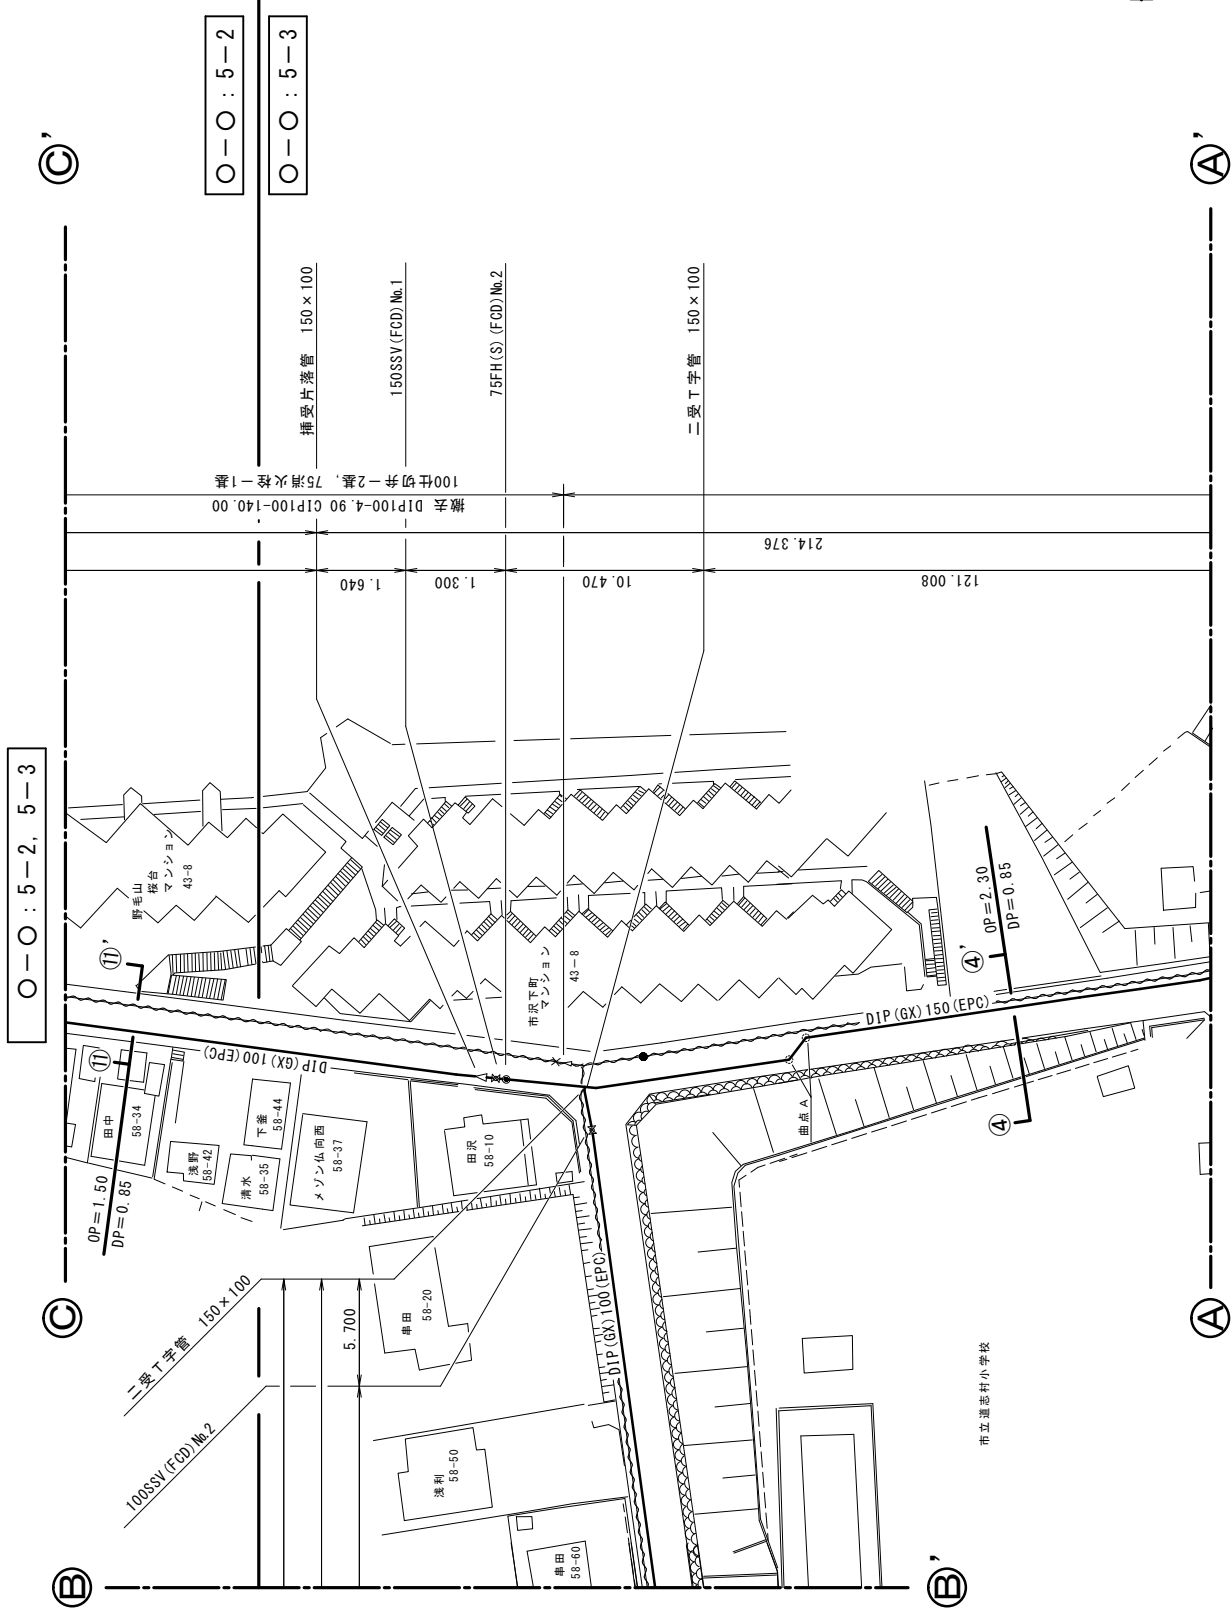 ○－○：５－２，５－３
○－○：５－２
○－○：５－３
Ⓒ’
Ⓒ
Ⓐ’
Ⓐ
Ⓑ
Ⓑ’
挿受片落管 150×100
150SSV(FCD)№1
75FH(S)(FCD)№2
二受Ｔ字管 150×100
100仕切弁－2基，75消火栓－1基
撤去 DIP100-4.90 CIP100-140.00
214.376
1.640
1.300
10.470
121.008
野毛山
桜台
マンション
43-8
⑪’
⑪
OP=1.50
DP=0.85
DIP(GX)100(EPC)
田中
58-34
浅野
58-42
下釜
58-44
清水
58-35
メゾン仏向西
58-37
田沢
58-10
市沢下町
マンション
43-8
DIP(GX)150(EPC)
④’
④
OP=2.30
DP=0.85
曲点 A
二受Ｔ字管 150×100
100SSV(FCD)№2
5.700
串田
58-20
DIP(GX)100(EPC)
浅利
58-50
串田
58-60
市立道志村小学校